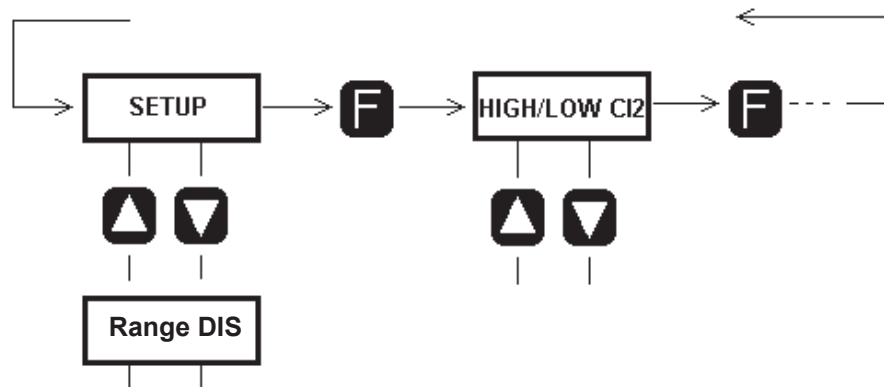 SETUP
F
HIGH/LOW Cl2
F
Range DIS